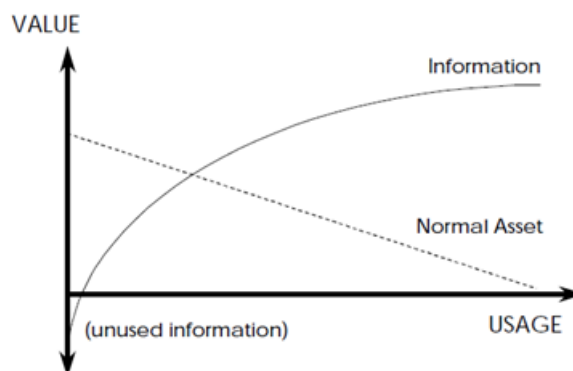 VALUE
Information
Normal Asset
(unused information)
USAGE